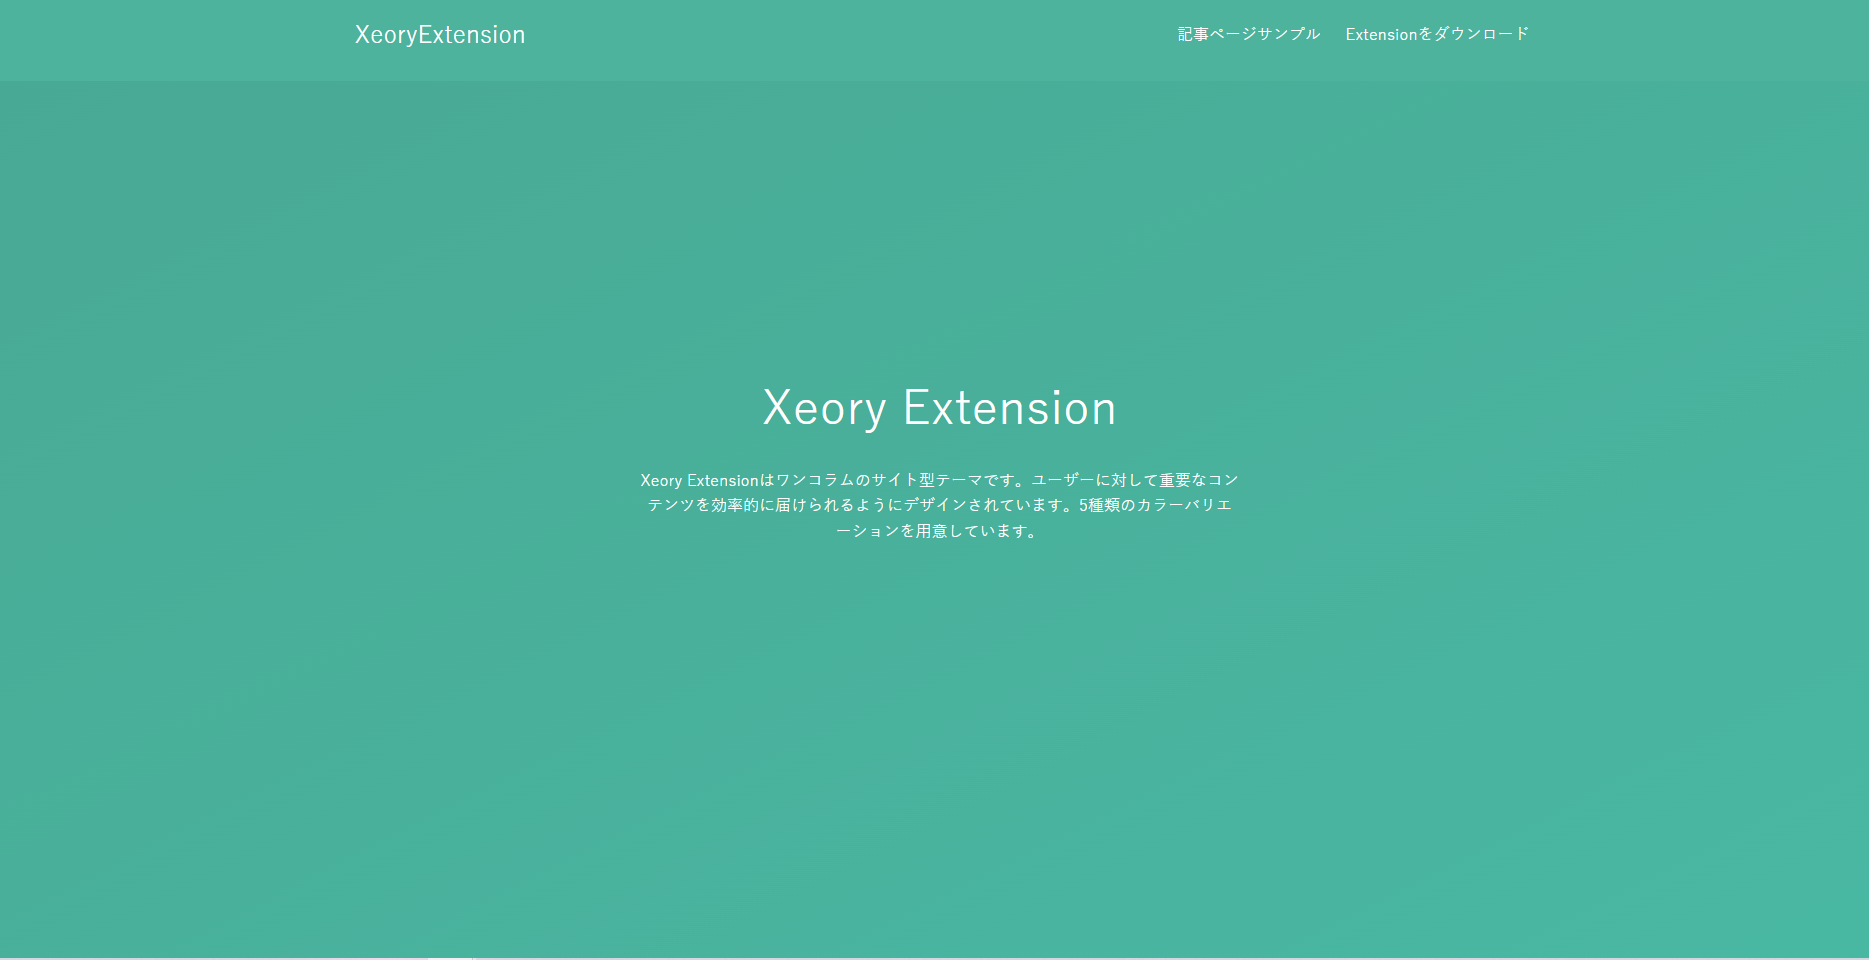 XeoryExtension
記事ページサンプル
Extensionをダウンロード
Xeory Extension
Xeory Extensionはワンコラムのサイト型テーマです。ユーザーに対して重要なコン
テンツを効率的に届けられるようにデザインされています。5種類のカラーバリエ
ーションを用意しています。